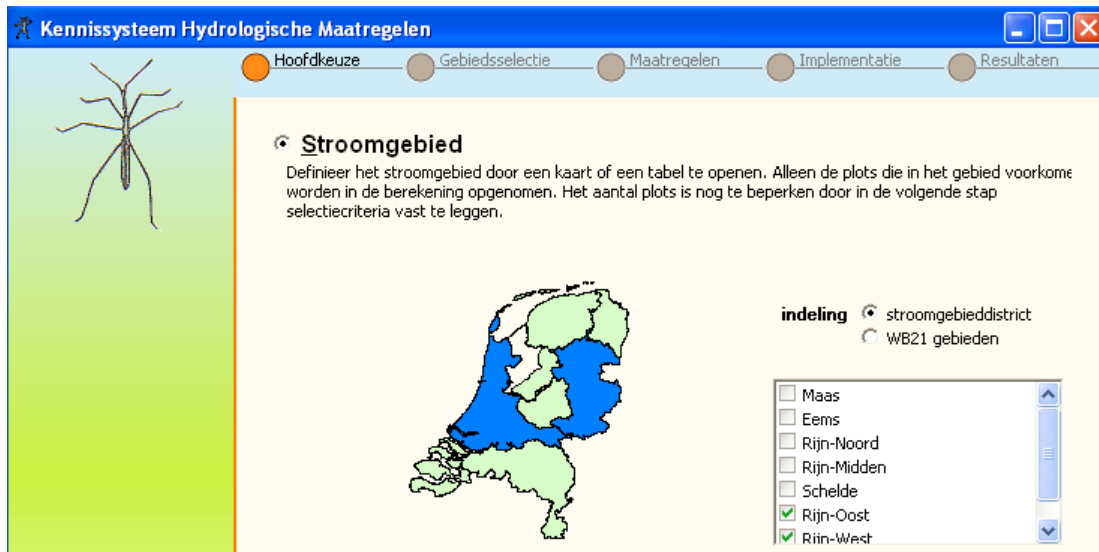 Kennissysteem Hydrologische Maatregelen
Hoofdkeuze
Gebiedsselectie
Maatregelen
Implementatie
Resultaten
Stroomgebied
Definieer het stroomgebied door een kaart of een tabel te openen. Alleen de plots die in het gebied voorkome
worden in de berekening opgenomen. Het aantal plots is nog te beperken door in de volgende stap
selectiecriteria vast te leggen.
indeling
stroomgebieddistrict
WB21 gebieden
Maas
Eems
Rijn-Noord
Rijn-Midden
Schelde
Rijn-Oost
Rijn-West